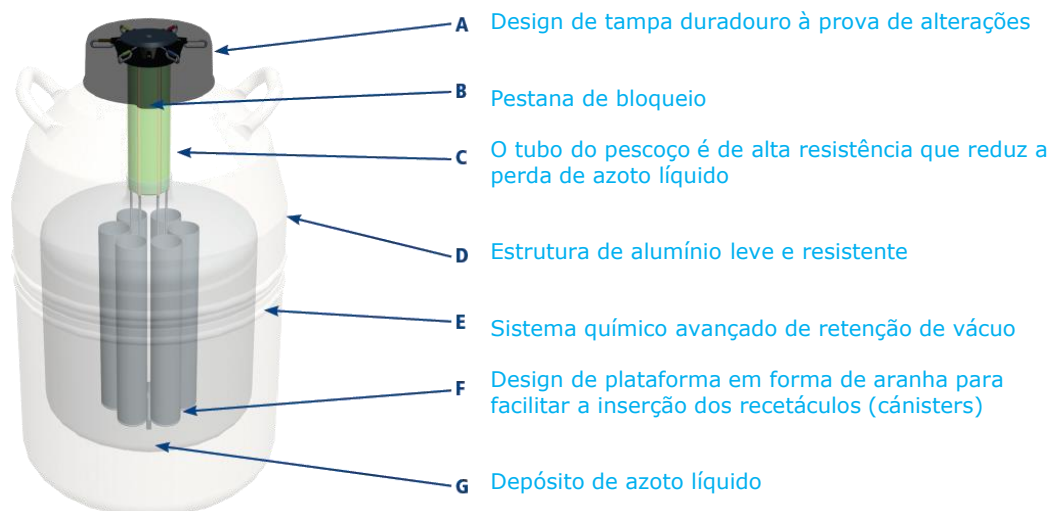 A Design de tampa duradouro à prova de alterações
B Pestana de bloqueio
C O tubo do pescoço é de alta resistência que reduz a
perda de azoto líquido
D Estrutura de alumínio leve e resistente
E Sistema químico avançado de retenção de vácuo
F Design de plataforma em forma de aranha para
facilitar a inserção dos recetáculos (cánisters)
G Depósito de azoto líquido